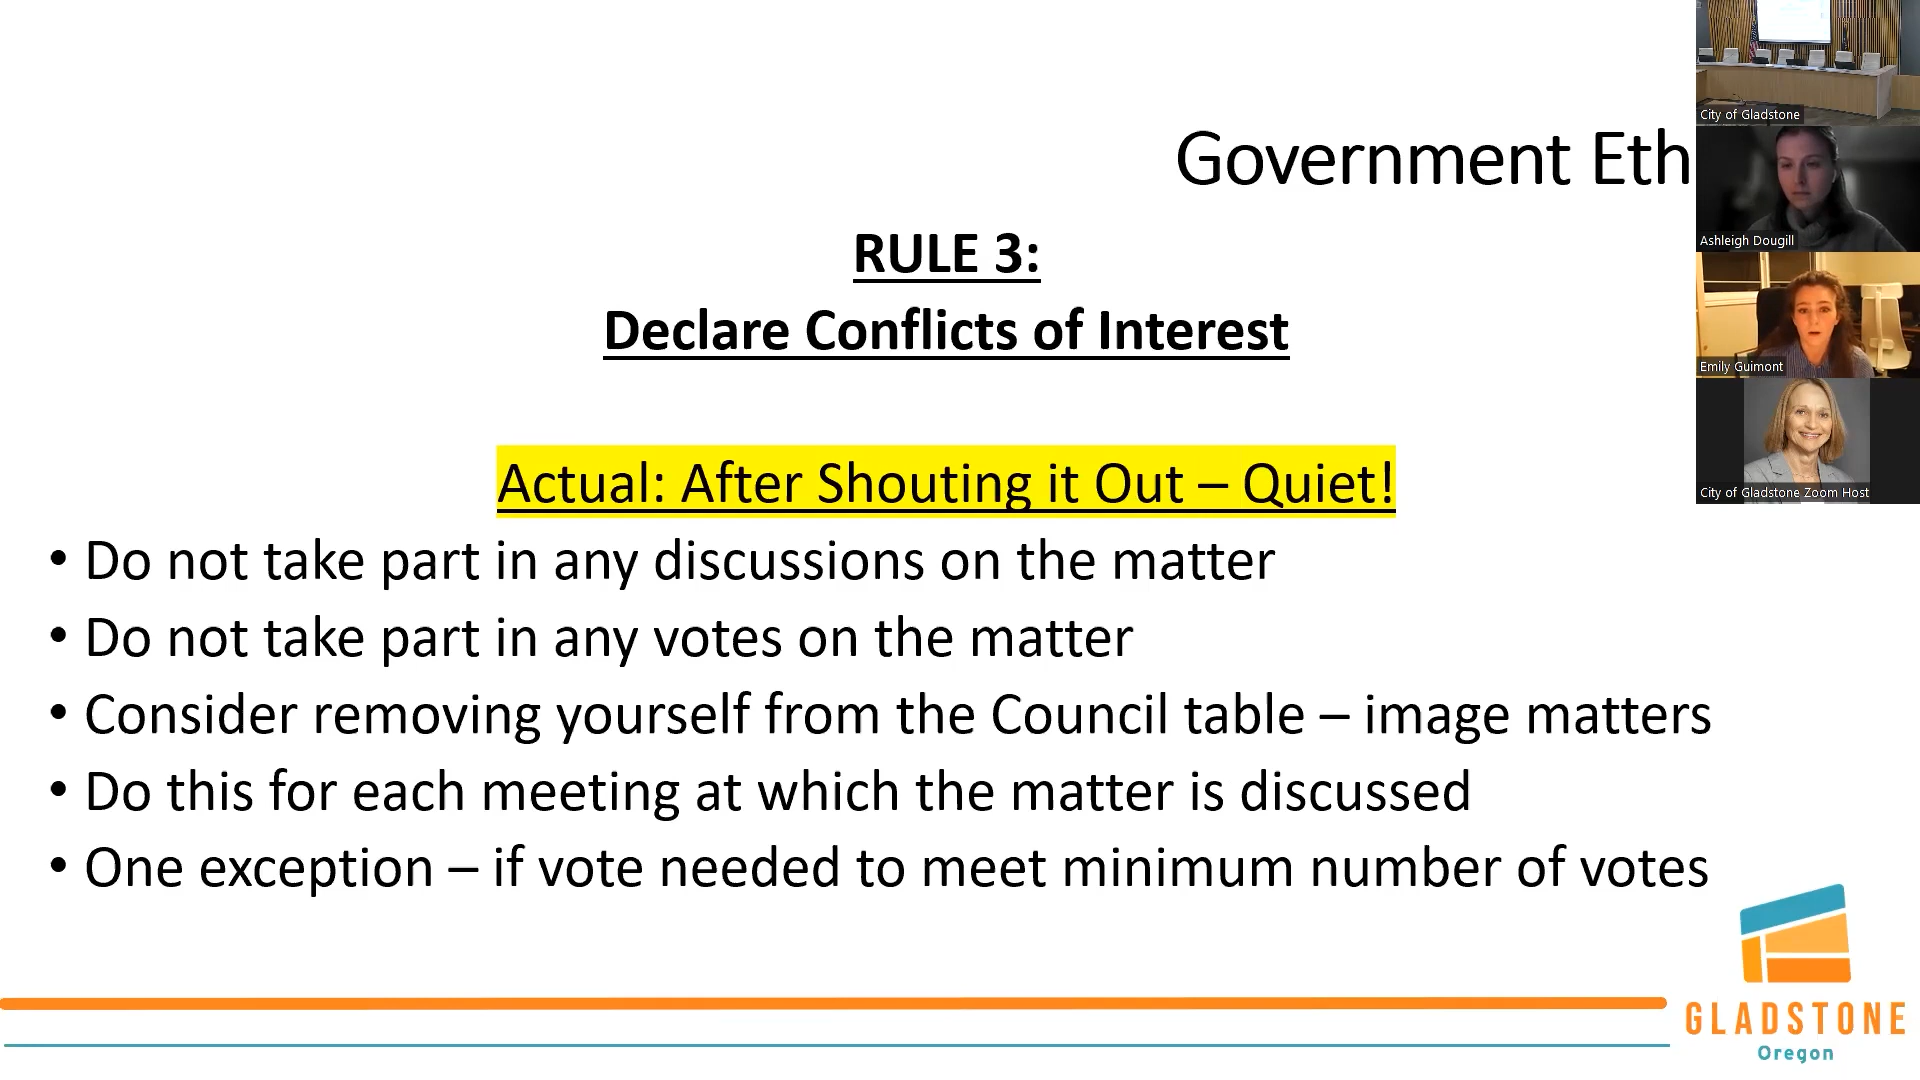 Government Eth
RULE 3:
Declare Conflicts of Interest
Actual: After Shouting it Out – Quiet!
• Do not take part in any discussions on the matter
• Do not take part in any votes on the matter
• Consider removing yourself from the Council table – image matters
• Do this for each meeting at which the matter is discussed
• One exception – if vote needed to meet minimum number of votes
City of Gladstone
Ashleigh Dougill
Emily Guimont
City of Gladstone Zoom Host
GLADSTONE
Oregon